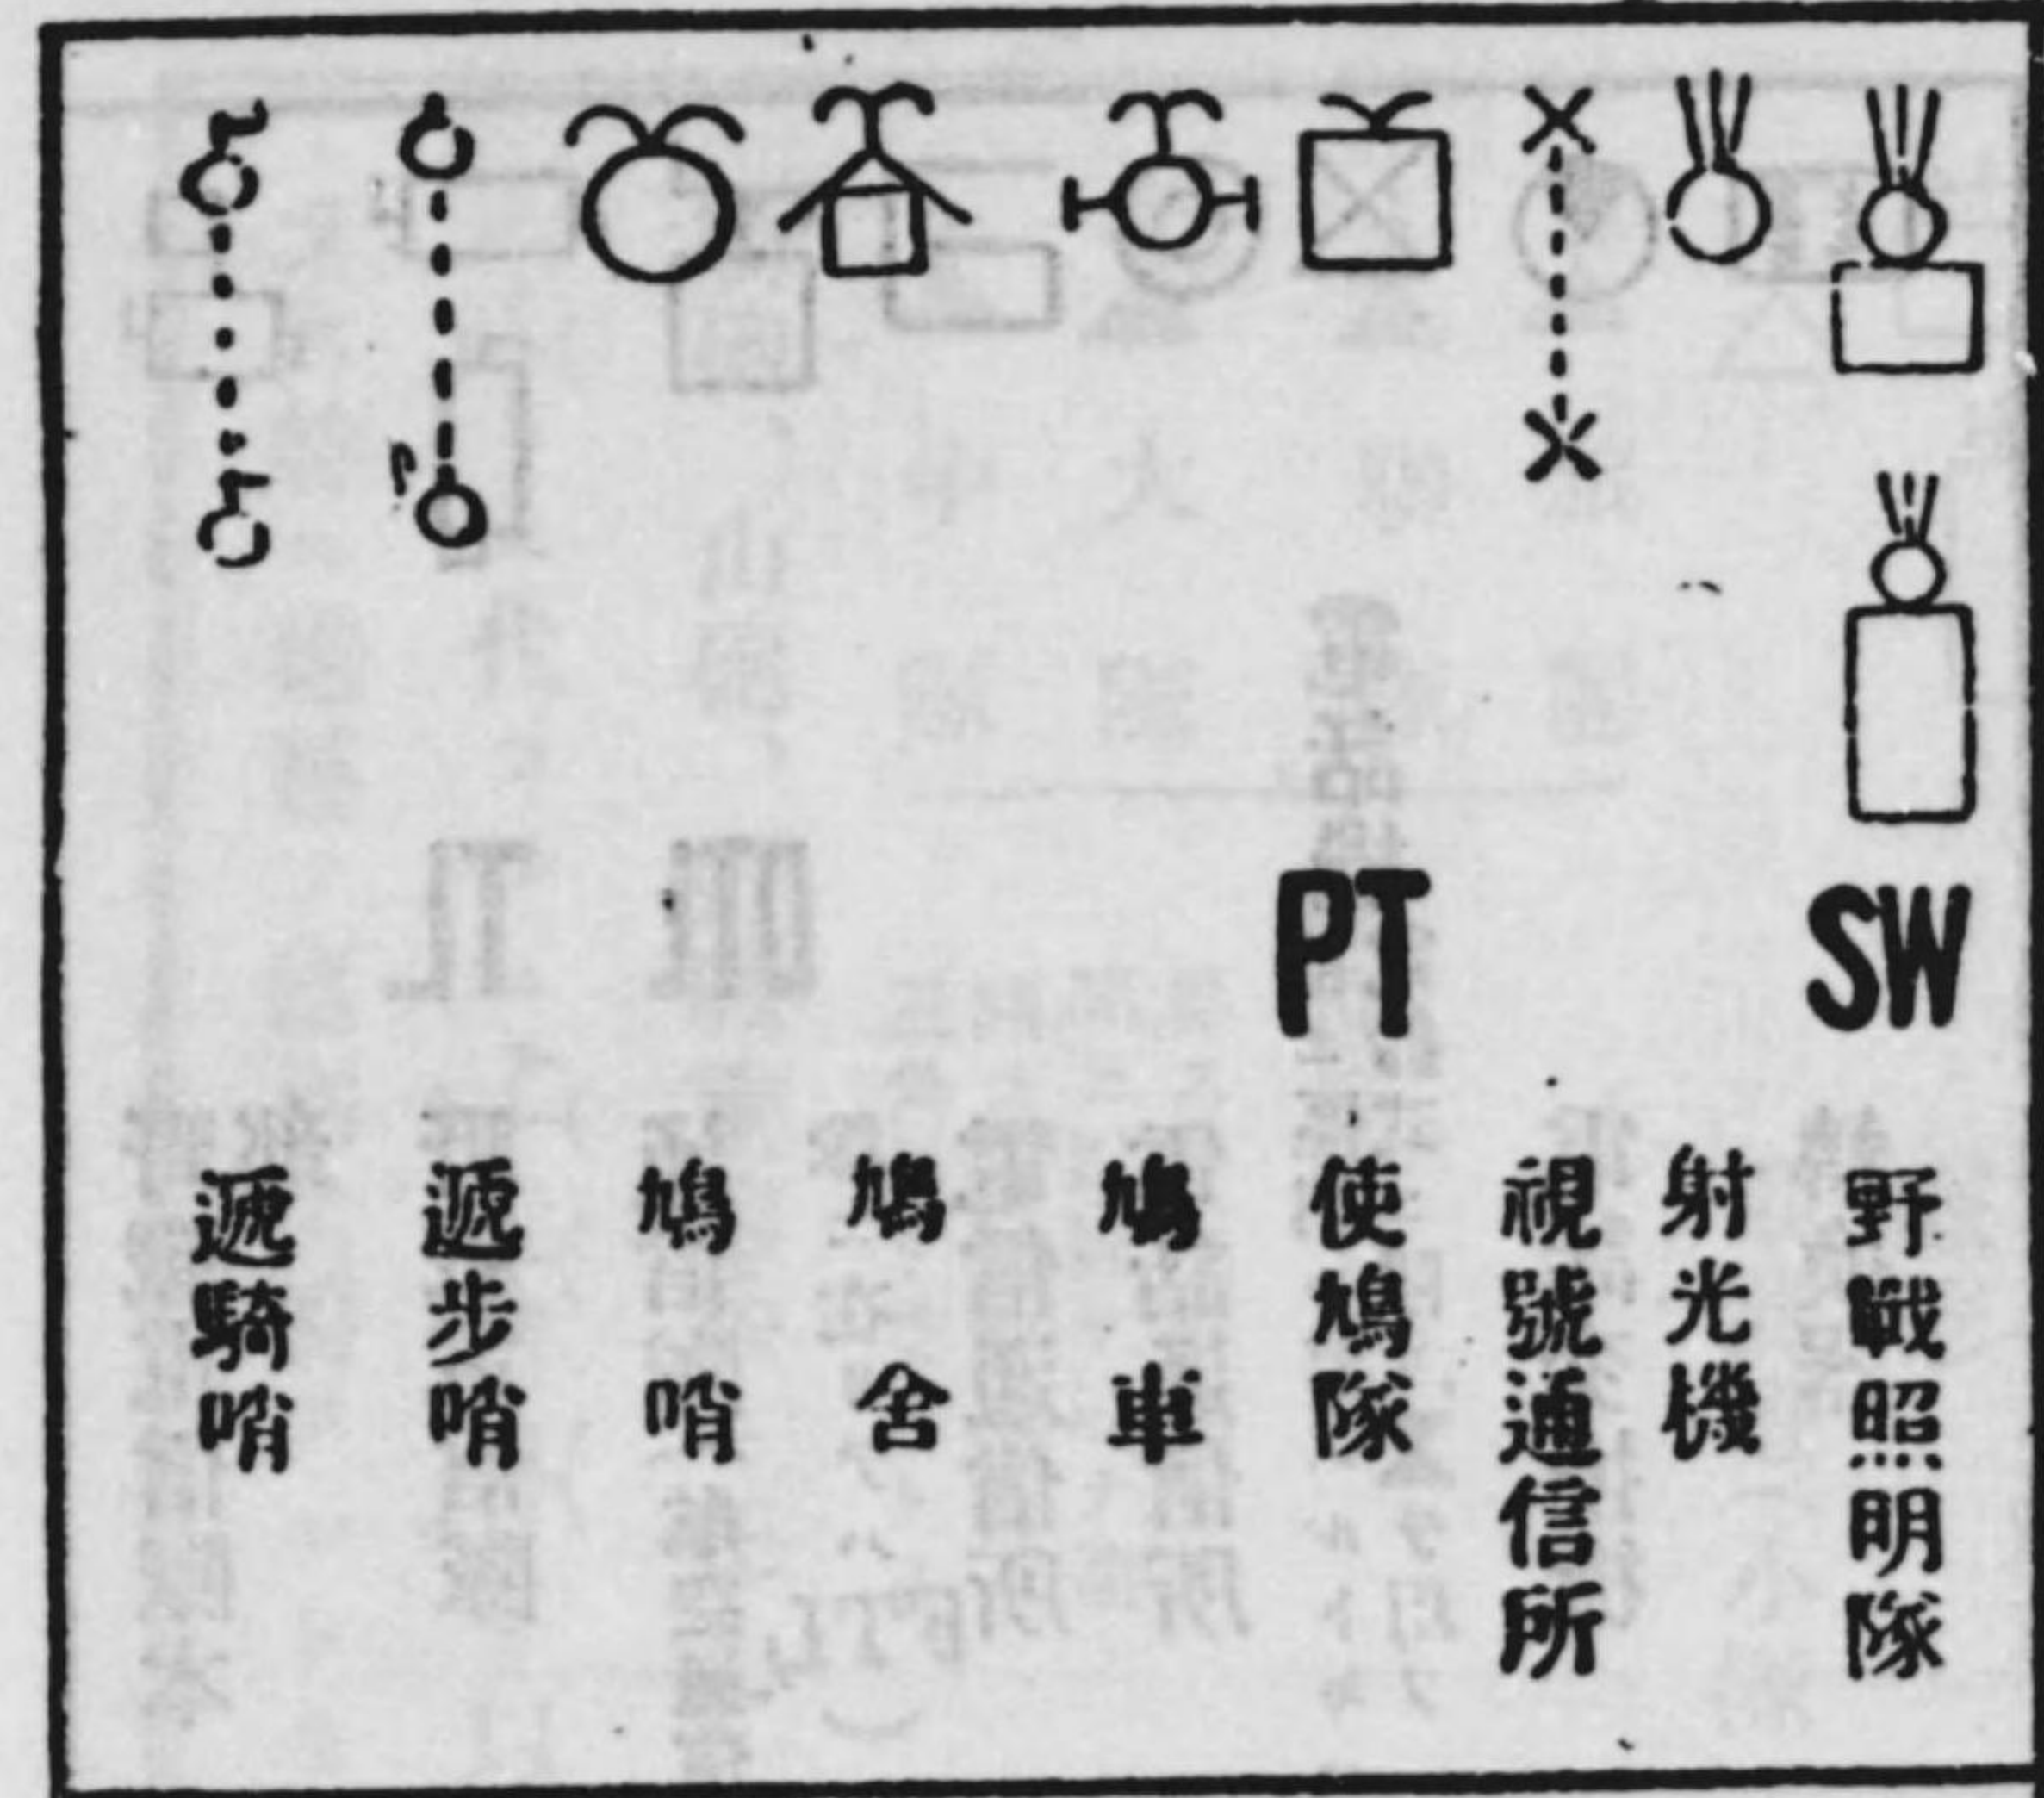 SW 野戰照明隊
射光機
視號通信所
PT 使鳩隊
鳩車
鳩舍
鳩哨
遞步哨
遞騎哨